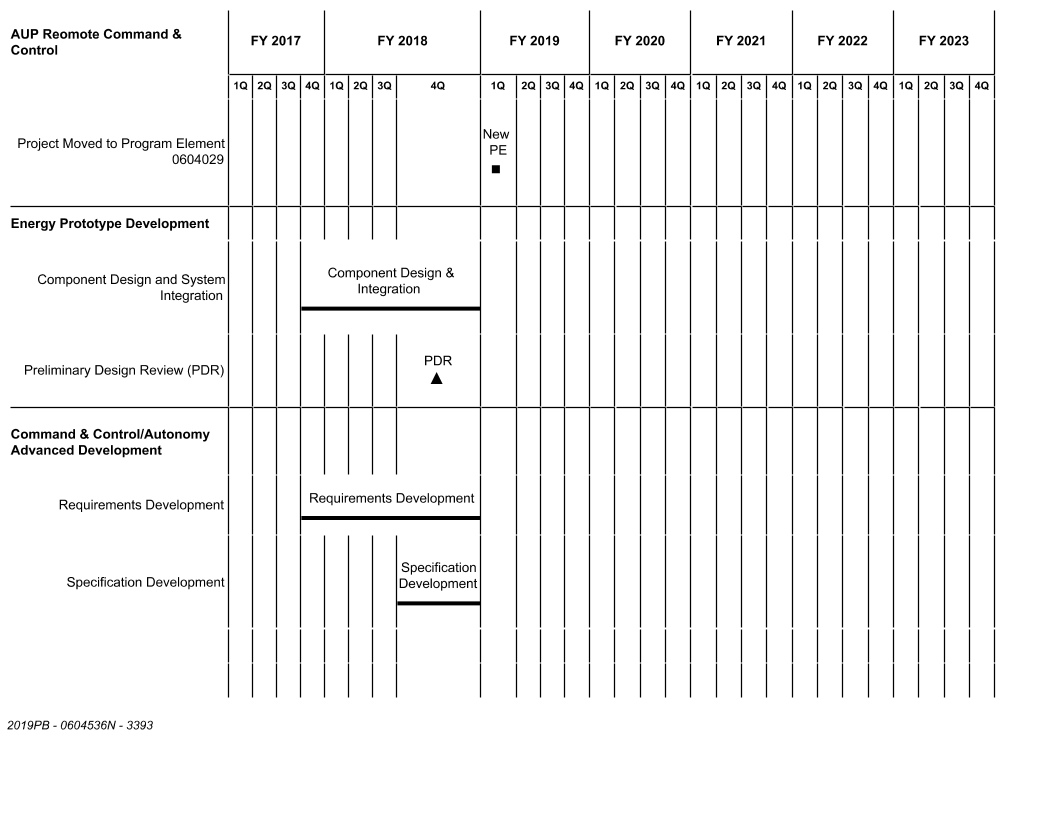 AUP Reomote Command &
Control
FY 2017 FY 2018 FY 2019 FY 2020 FY 2021 FY 2022 FY 2023
1Q 2Q 3Q 4Q 1Q 2Q 3Q 4Q 1Q 2Q 3Q 4Q 1Q 2Q 3Q 4Q 1Q 2Q 3Q 4Q 1Q 2Q 3Q 4Q 1Q 2Q 3Q 4Q
Project Moved to Program Element
0604029
New
PE
Energy Prototype Development
Component Design and System
Integration
Component Design &
Integration
Preliminary Design Review (PDR)
PDR
Command & Control/Autonomy
Advanced Development
Requirements Development
Requirements Development
Specification Development
Specification
Development
2019PB - 0604536N - 3393